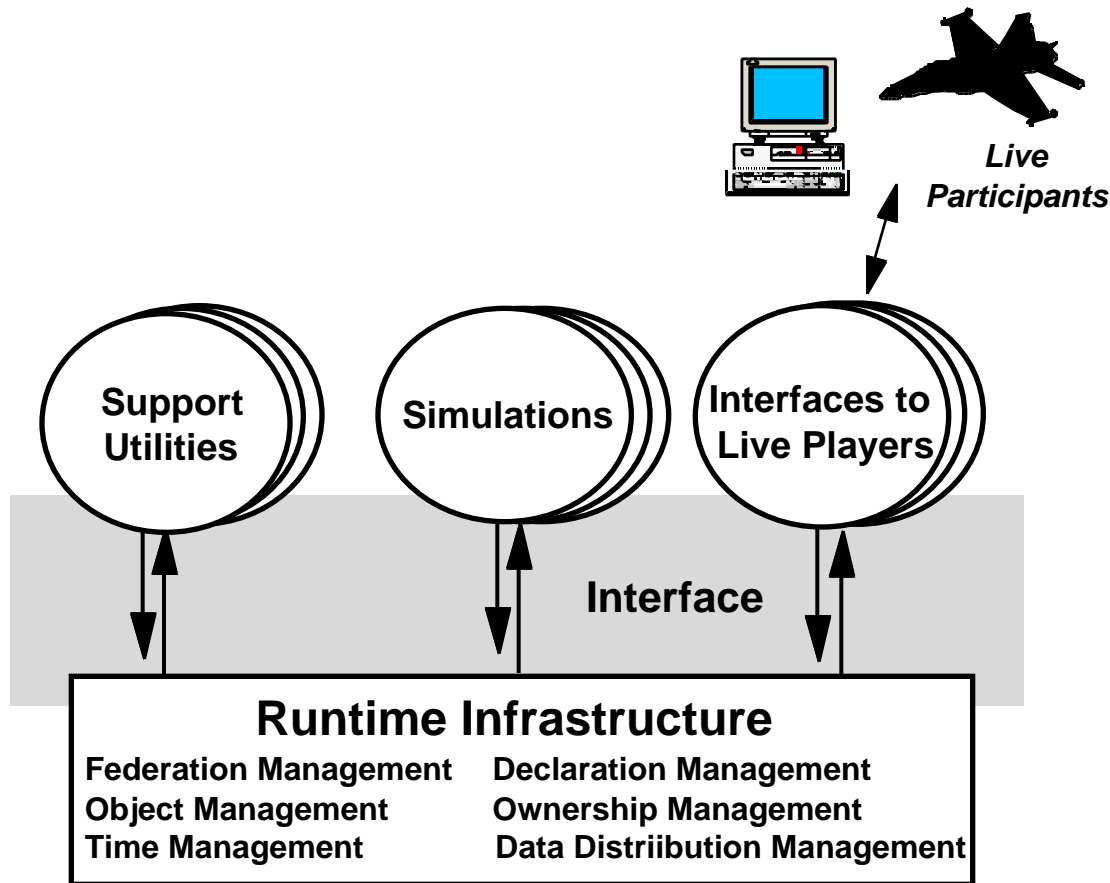 Live
Participants
Support
Utilities
Simulations
Interfaces to
Live Players
Interface
Runtime Infrastructure
Federation Management Declaration Management
Object Management Ownership Management
Time Management Data Distriibution Management